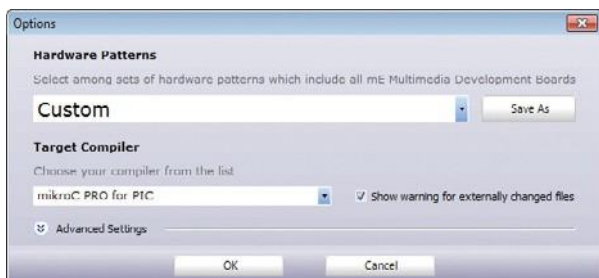 Options
Hardware Patterns
Select among sets of hardware patterns which include all mE Multimedia Development Boards
Custom
Save As
Target Compiler
Choose your compiler from the list
mikroC PRO for PIC
Show warning for externally changed files
Advanced Settings
OK
Cancel